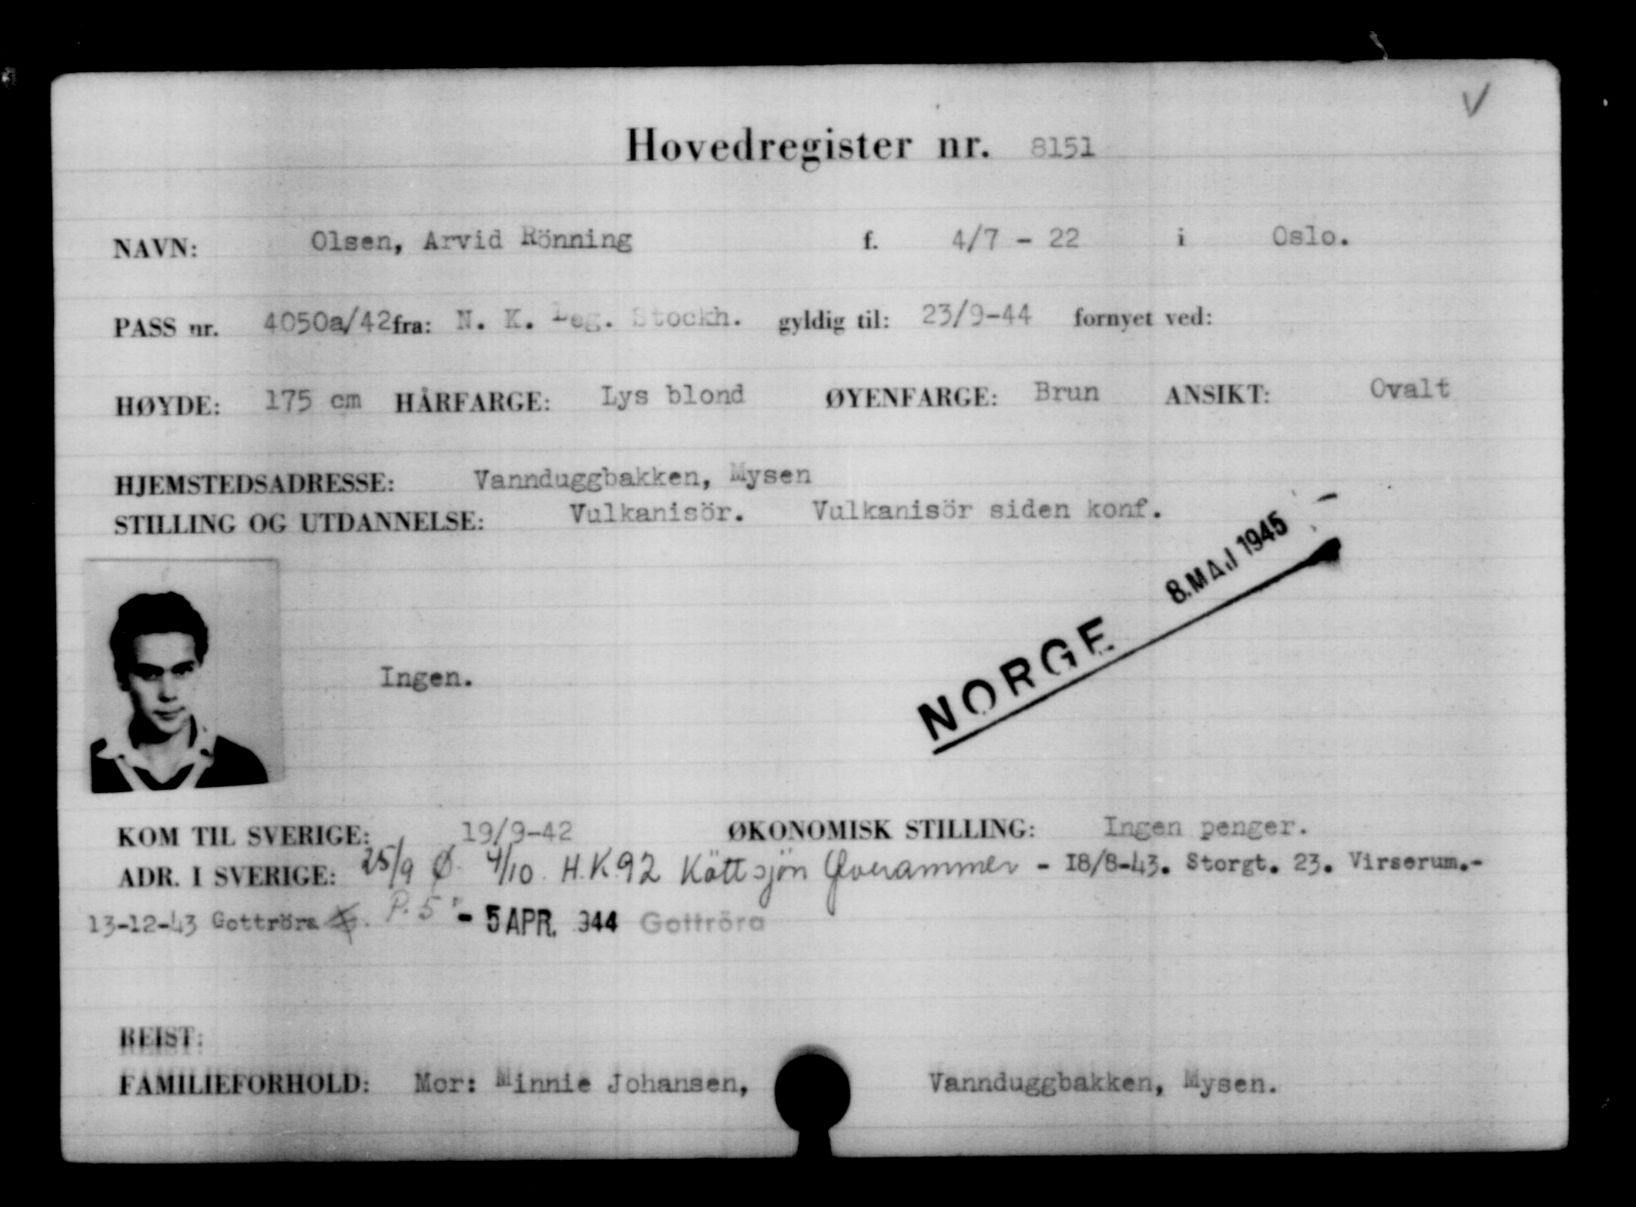 V
Hovedregister nr. 8151
NAVN: Olsen, Arvid Rönning f. 4/7 - 22 i Oslo.
PASS nr. 4050a/42 fra: N. K. Leg. Stockh. gyldig til: 23/9-44 fornyet ved:
HØYDE: 175 cm HÅRFARGE: Lys blond ØYENFARGE: Brun ANSIKT: Ovalt
HJEMSTEDSADRESSE: Vannduggbakken, Mysen
STILLING OG UTDANNELSE: Vulkanisör. Vulkanisör siden konf.
8. MAJ 1945
NORGE
Ingen.
KOM TIL SVERIGE: 19/9-42 ØKONOMISK STILLING: Ingen penger.
ADR. I SVERIGE: 25/9 Ø. 4/10. H.K. 92 Köttsjön - 18/8-43. Storgt. 23. Virserum.-
13-12-43 Gottröra P. 5 - 5 APR. 944 Gottröra
REIST:
FAMILIEFORHOLD: Mor: Minnie Johansen, Vannduggbakken, Mysen.